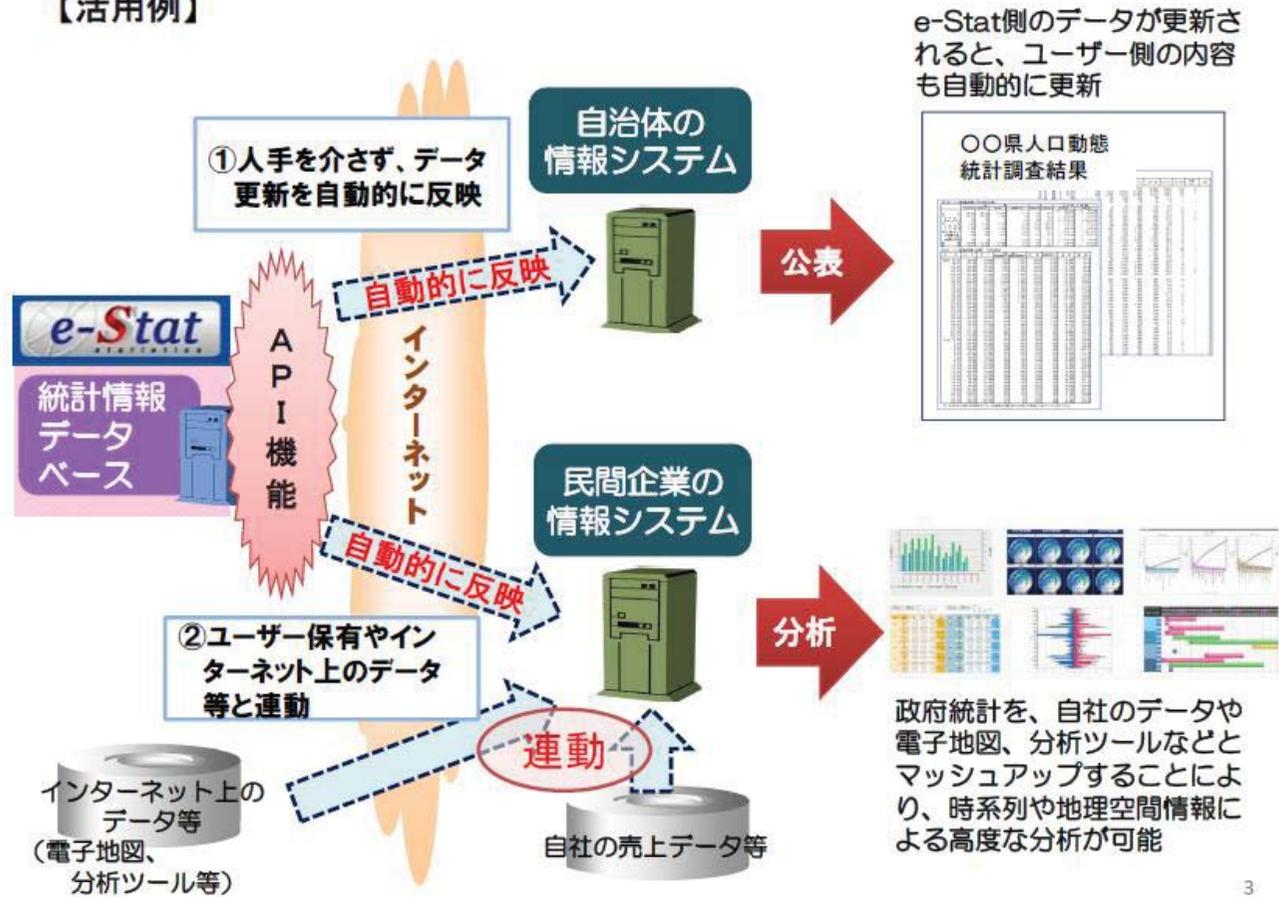 【活用例】
e-Stat側のデータが更新さ
れると、ユーザー側の内容
も自動的に更新
①人手を介さず、データ
更新を自動的に反映
自治体の
情報システム
〇〇県人口動態
統計調査結果
自動的に反映
公表
e-Stat
statistics
統計情報
データ
ベース
API機能
インターネット
民間企業の
情報システム
自動的に反映
分析
②ユーザー保有やイン
ターネット上のデータ
等と連動
連動
インターネット上の
データ等
（電子地図、
分析ツール等）
自社の売上データ等
政府統計を、自社のデータや
電子地図、分析ツールなどと
マッシュアップすることによ
り、時系列や地理空間情報に
よる高度な分析が可能
3